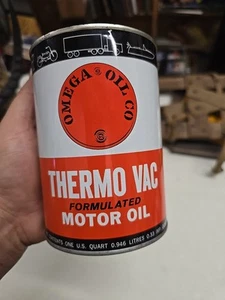 OMEGA OIL CO
THERMO VAC
FORMULATED
MOTOR OIL
ONE U.S. QUART 0.946 LITRES